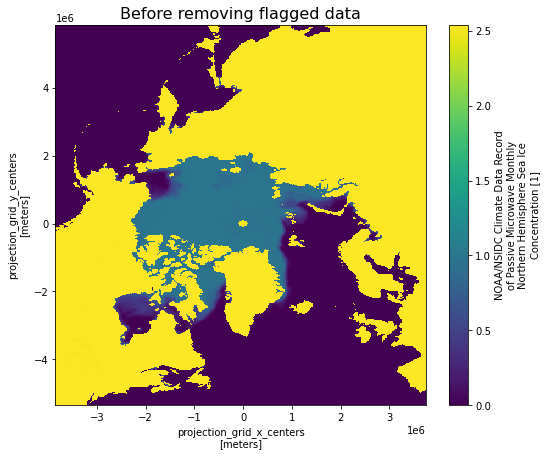 Before removing flagged data
1e6
4
2
0
−2
−4
projection_grid_y_centers
[meters]
−3
−2
−1
0
1
2
3
1e6
projection_grid_x_centers
[meters]
2.5
2.0
1.5
1.0
0.5
0.0
NOAA/NSIDC Climate Data Record
of Passive Microwave Monthly
Northern Hemisphere Sea Ice
Concentration [1]